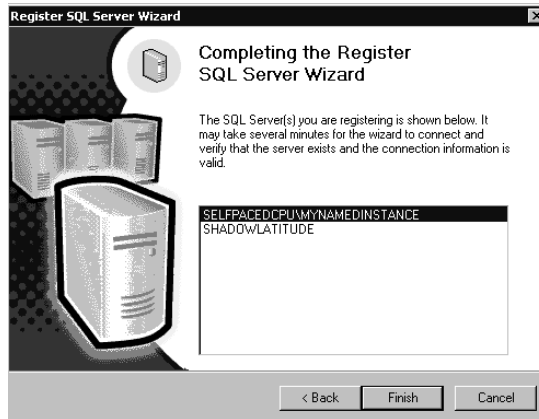 Register SQL Server Wizard
Completing the Register
SQL Server Wizard
The SQL Server(s) you are registering is shown below. It
may take several minutes for the wizard to connect and
verify that the server exists and the connection information is
valid.
SELFPACEDCPU\MYNAMEDINSTANCE
SHADOWLATITUDE
< Back
Finish
Cancel